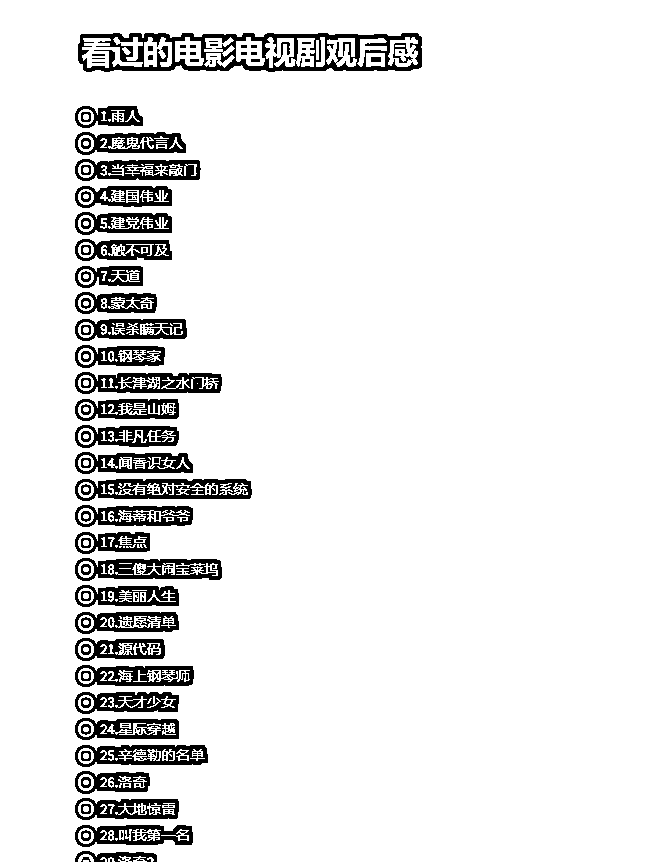 看过的电影电视剧观后感
1.雨人
2.魔鬼代言人
3.当幸福来敲门
4.建国伟业
5.建党伟业
6.触不可及
7.天道
8.蒙太奇
9.误杀瞒天记
10.钢琴家
11.长津湖之水门桥
12.我是山姆
13.非凡任务
14.闻香识女人
15.没有绝对安全的系统
16.海蒂和爷爷
17.焦点
18.三傻大闹宝莱坞
19.美丽人生
20.遗愿清单
21.源代码
22.海上钢琴师
23.天才少女
24.星际穿越
25.辛德勒的名单
26.洛奇
27.大地惊雷
28.叫我第一名
29.洛奇2